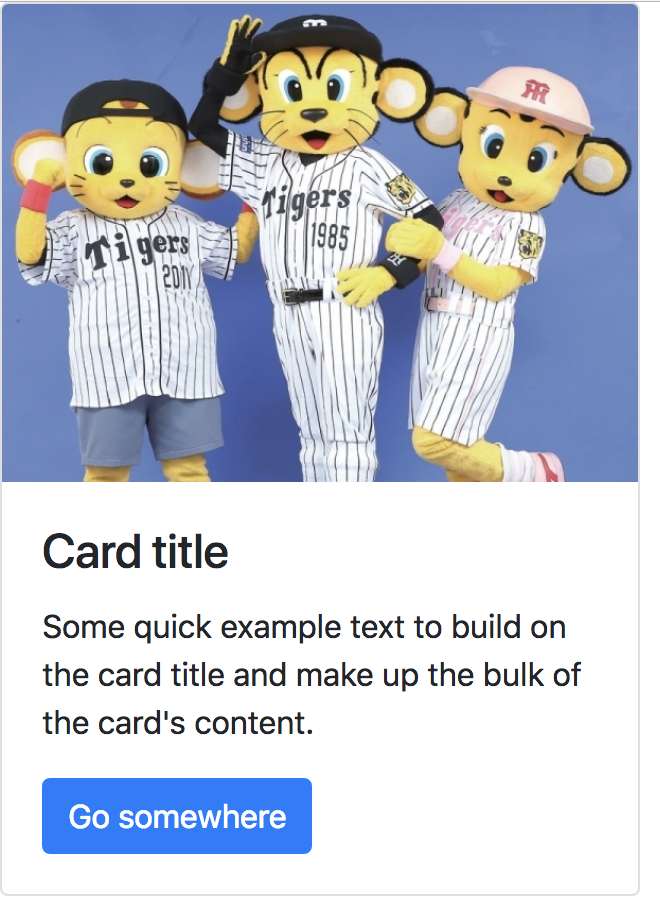 Tigers
1985
Tigers
2011
Tigers
Card title
Some quick example text to build on
the card title and make up the bulk of
the card's content.
Go somewhere